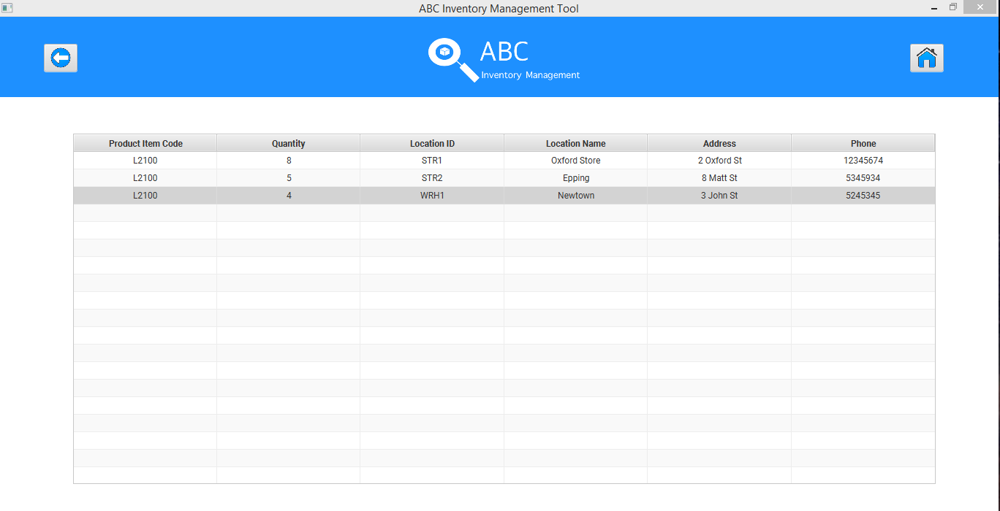 ABC Inventory Management Tool
ABC
Inventory Management
Product Item Code Quantity Location ID Location Name Address Phone
L2100 8 STR1 Oxford Store 2 Oxford St 12345674
L2100 5 STR2 Epping 8 Matt St 5345934
L2100 4 WRH1 Newtown 3 John St 5245345